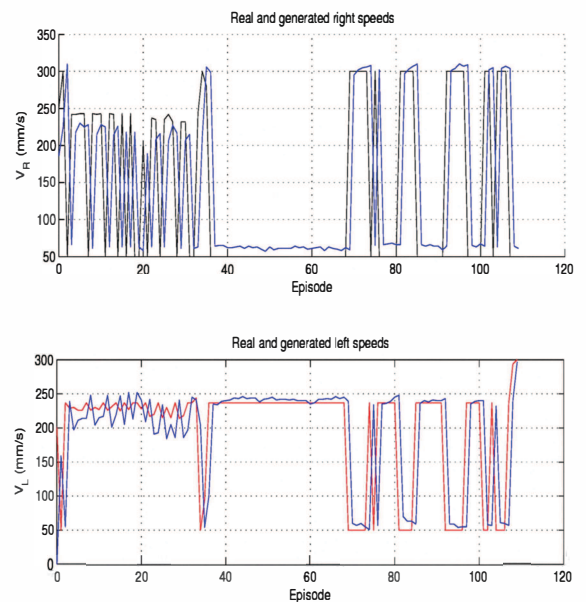 Real and generated right speeds
350
300
250
200
150
100
50
V_R (mm/s)
0 20 40 60 80 100 120
Episode
Real and generated left speeds
300
350
250
200
150
100
50
0
V_L (mm/s)
0 20 40 60 80 100 120
Episode